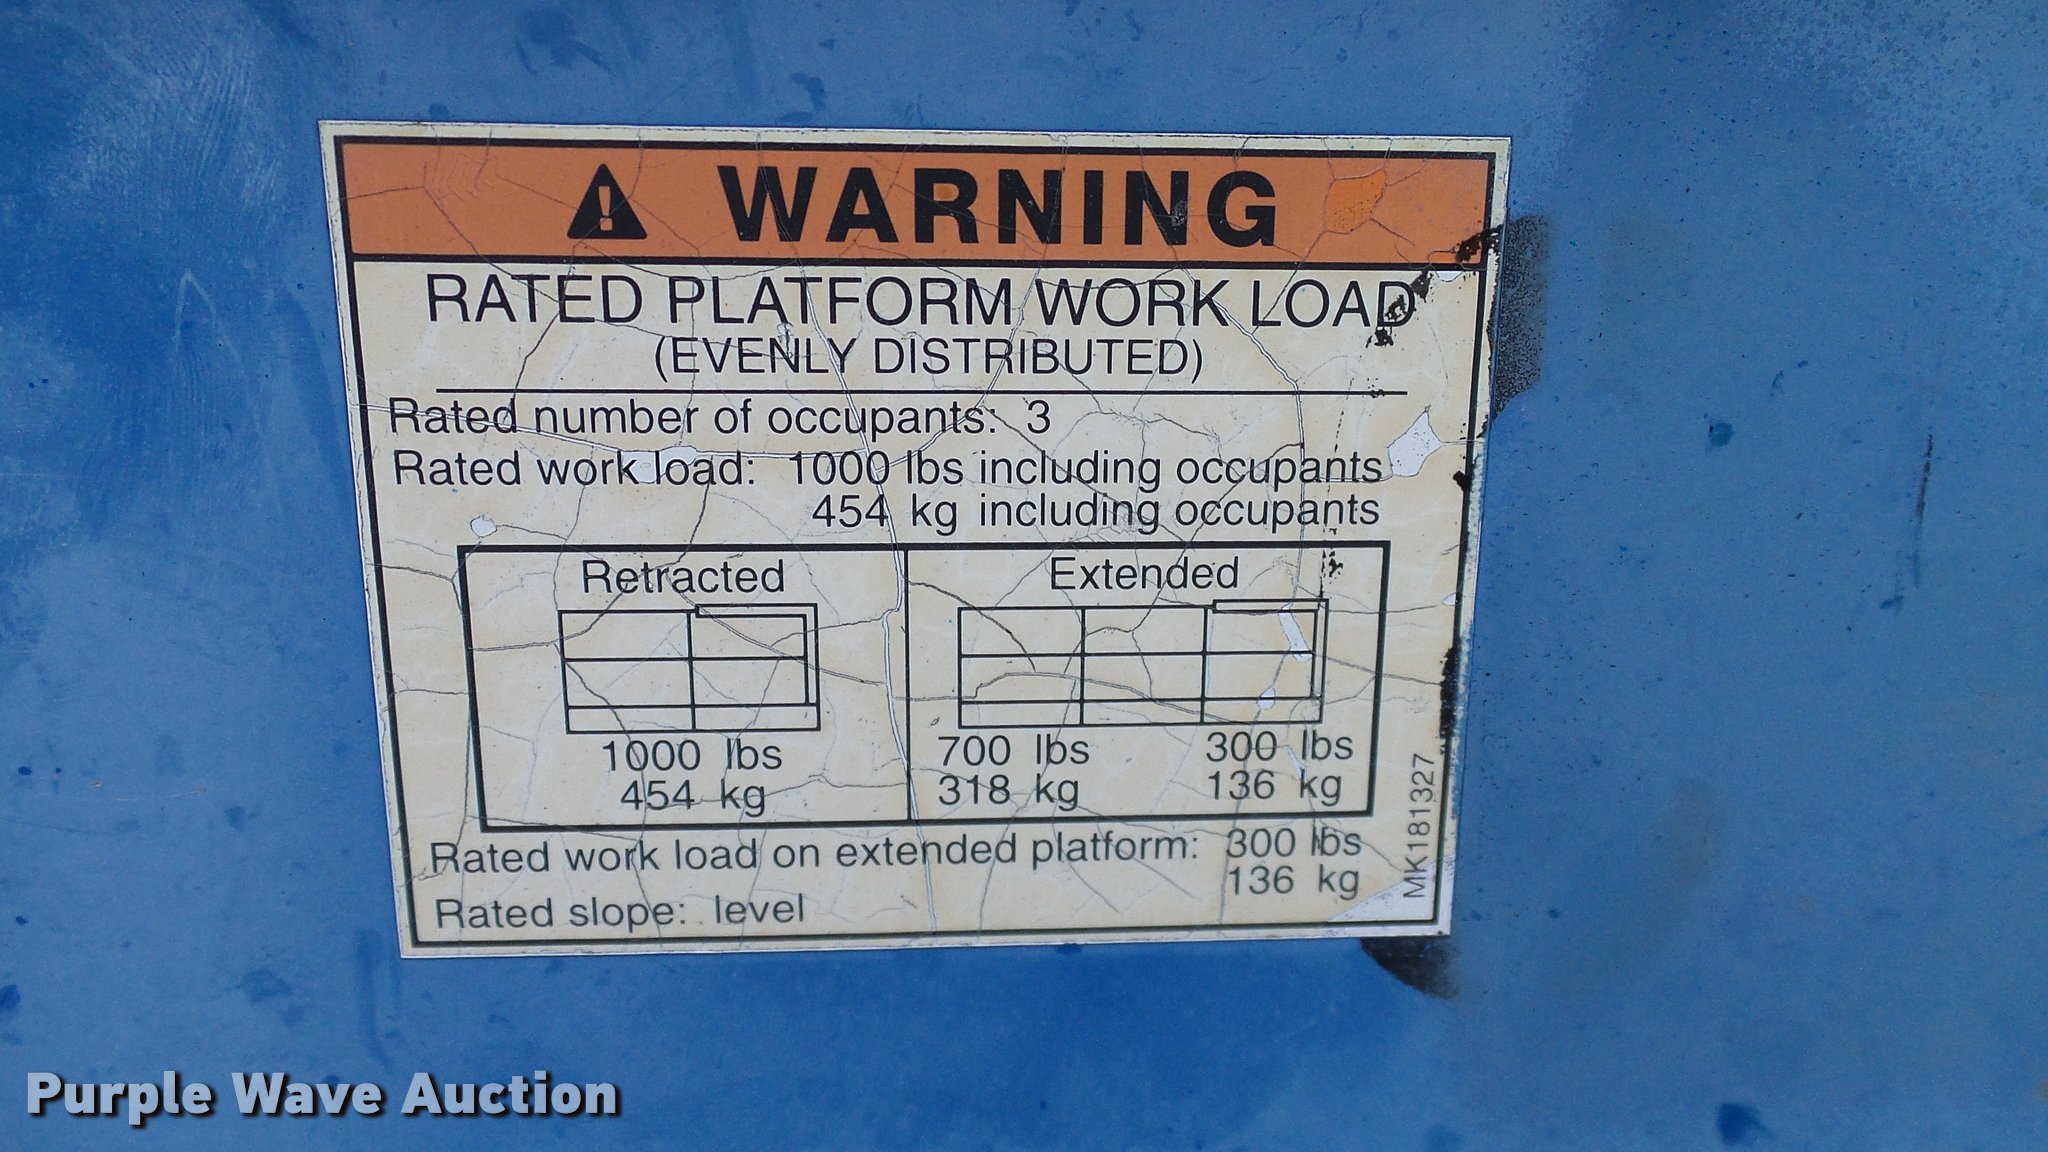 WARNING
RATED PLATFORM WORK LOAD
(EVENLY DISTRIBUTED)
Rated number of occupants: 3
Rated work load: 1000 lbs including occupants
454 kg including occupants
Retracted
1000 lbs
454 kg
Extended
700 lbs 300 lbs
318 kg 136 kg
Rated work load on extended platform: 300 lbs
136 kg
Rated slope: level
MK181327
Purple Wave Auction